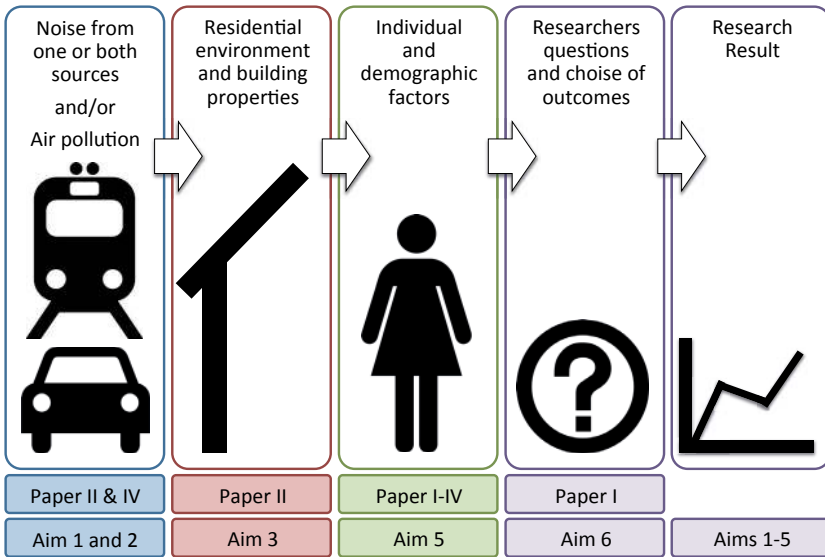 Noise from
one or both
sources
and/or
Air pollution
Residential
environment
and building
properties
Individual
and
demographic
factors
Researchers
questions
and choise of
outcomes
Research
Result
?
Paper II & IV
Paper II
Paper I-IV
Paper I
Aim 1 and 2
Aim 3
Aim 5
Aim 6
Aims 1-5